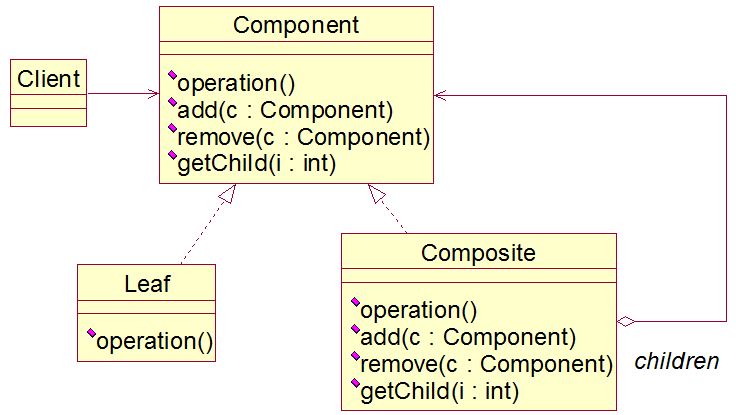 Component
operation()
add(c : Component)
remove(c : Component)
getChild(i : int)
Client
Leaf
operation()
Composite
operation()
add(c : Component)
remove(c : Component)
getChild(i : int)
children